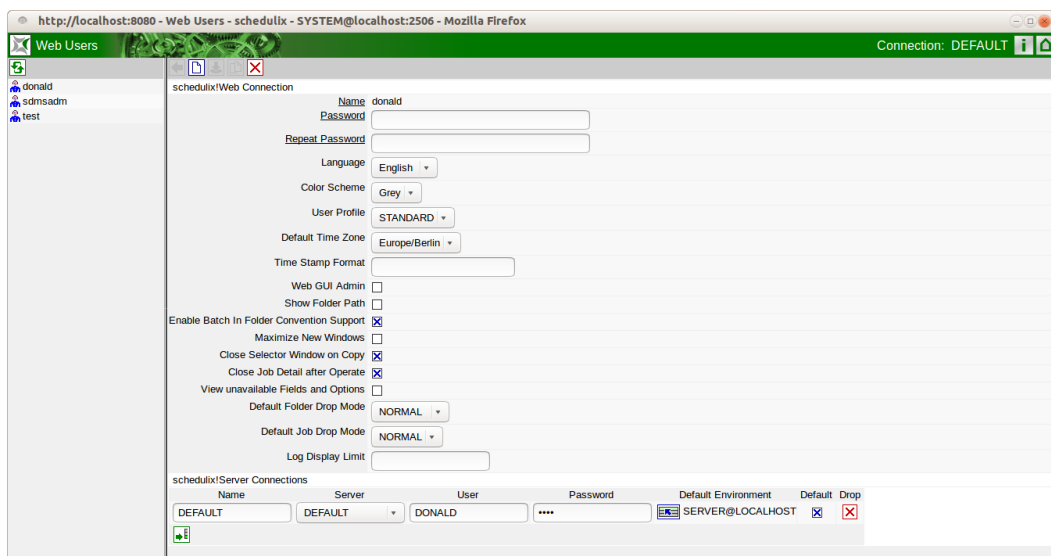 http://localhost:8080 - Web Users - schedulix - SYSTEM@localhost:2506 - Mozilla Firefox
Web Users
Connection: DEFAULT
donald
sdmsadm
test
schedulix!Web Connection
Name donald
Password
Repeat Password
Language English
Color Scheme Grey
User Profile STANDARD
Default Time Zone Europe/Berlin
Time Stamp Format
Web GUI Admin
Show Folder Path
Enable Batch In Folder Convention Support
Maximize New Windows
Close Selector Window on Copy
Close Job Detail after Operate
View unavailable Fields and Options
Default Folder Drop Mode NORMAL
Default Job Drop Mode NORMAL
Log Display Limit
schedulix!Server Connections
Name Server User Password Default Environment Default Drop
DEFAULT DEFAULT DONALD •••• SERVER@LOCALHOST